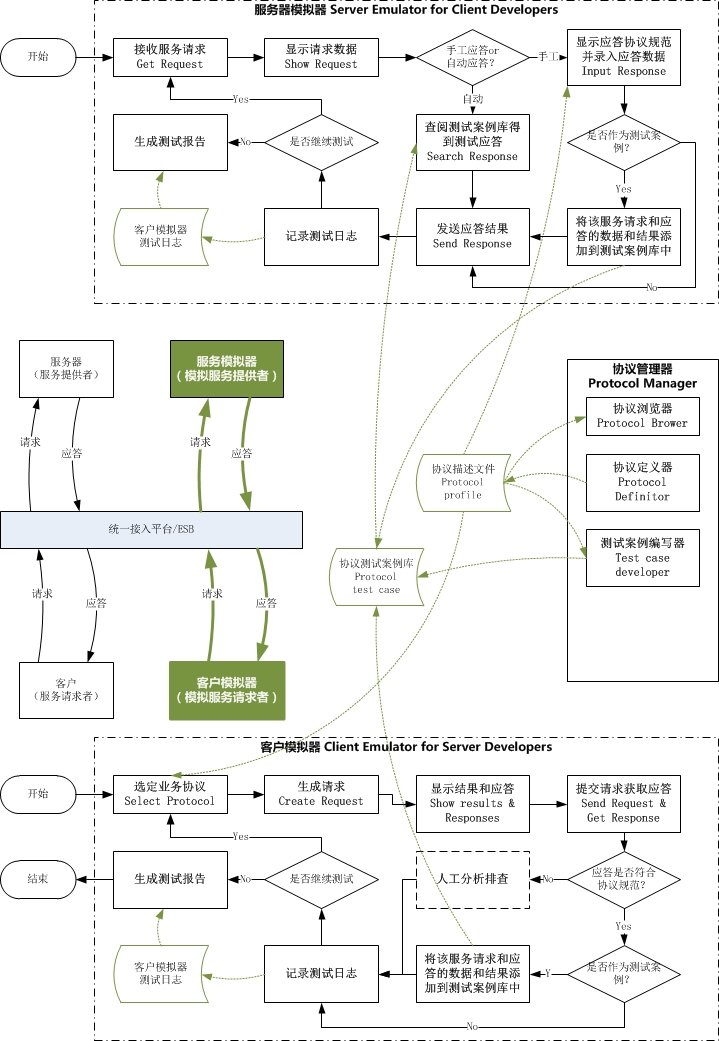 服务器模拟器 Server Emulator for Client Developers
开始
接收服务请求
Get Request
显示请求数据
Show Request
手工应答or
自动应答?
手工
显示应答协议规范
并录入应答数据
Input Response
Yes
自动
生成测试报告
No
是否继续测试
查阅测试案例库得
到测试应答
Search Response
是否作为测试案
例?
Yes
客户模拟器
测试日志
记录测试日志
发送应答结果
Send Response
将该服务请求和应
答的数据和结果添
加到测试案例库中
No
服务器
(服务提供者)
服务模拟器
(模拟服务提供者)
请求
应答
请求
应答
统一接入平台/ESB
请求
应答
请求
应答
客户
(服务请求者)
客户模拟器
(模拟服务请求者)
协议管理器
Protocol Manager
协议浏览器
Protocol Brower
协议描述文件
Protocol
profile
协议定义器
Protocol
Definitor
协议测试案例库
Protocol
test case
测试案例编写器
Test case
developer
客户模拟器 Client Emulator for Server Developers
开始
选定业务协议
Select Protocol
生成请求
Create Request
显示结果和应答
Show results &
Responses
提交请求获取应答
Send Request &
Get Response
Yes
结束
生成测试报告
No
是否继续测试
人工分析排查
No
应答是否符合
协议规范?
Yes
客户模拟器
测试日志
记录测试日志
将该服务请求和应
答的数据和结果添
加到测试案例库中
Y
是否作为测试案
例?
No